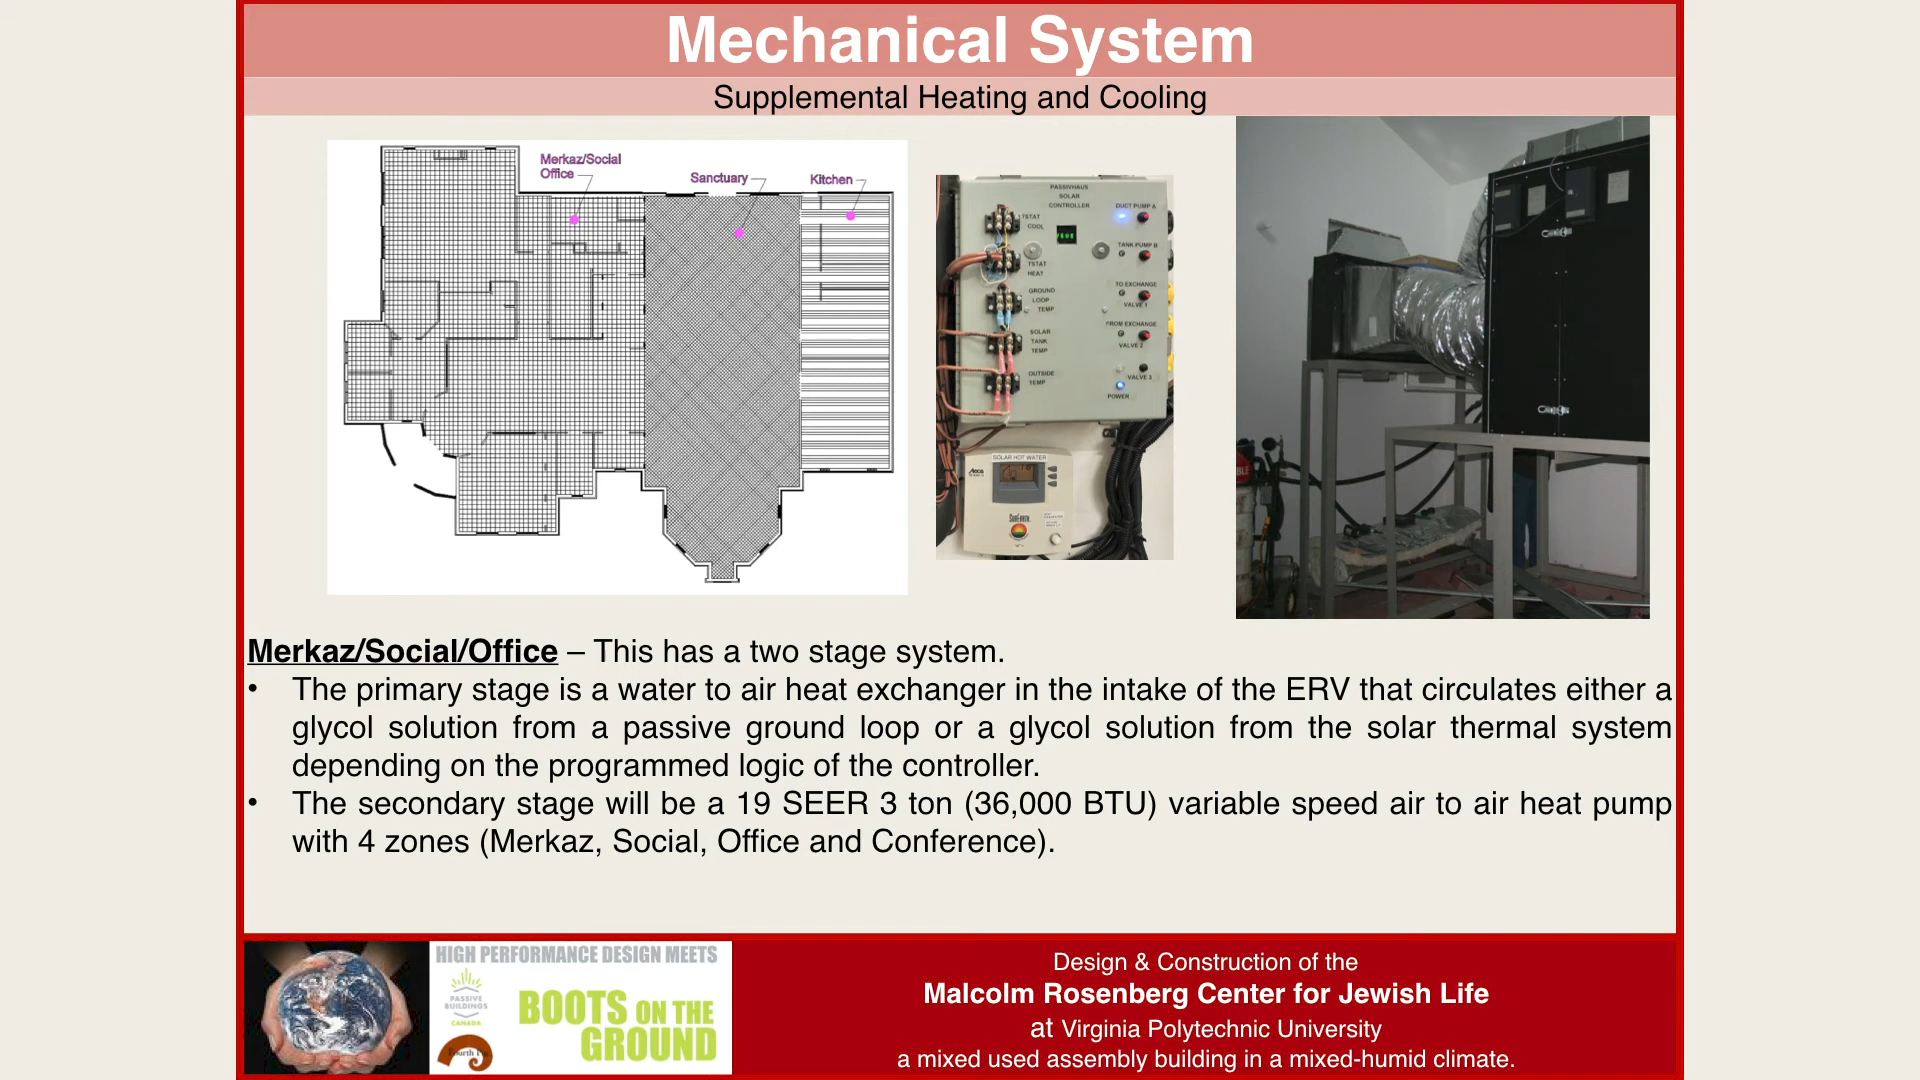 Mechanical System
Supplemental Heating and Cooling
Merkaz/Social
Office
Sanctuary
Kitchen
PASSIVHAUS
SOLAR
CONTROLLER
DUCT PUMP A
TSTAT
COOL
TANK PUMP B
TSTAT
HEAT
TO EXCHANGE
VALVE 1
GROUND
LOOP
TEMP
FROM EXCHANGE
VALVE 2
SOLAR
TANK
TEMP
VALVE 3
OUTSIDE
TEMP
POWER
SOLAR HOT WATER
SUNEARTH
Merkaz/Social/Office – This has a two stage system.
• The primary stage is a water to air heat exchanger in the intake of the ERV that circulates either a
glycol solution from a passive ground loop or a glycol solution from the solar thermal system
depending on the programmed logic of the controller.
• The secondary stage will be a 19 SEER 3 ton (36,000 BTU) variable speed air to air heat pump
with 4 zones (Merkaz, Social, Office and Conference).
HIGH PERFORMANCE DESIGN MEETS
PASSIVE
BUILDINGS
CANADA
Fourth Pig
BOOTS ON THE
GROUND
Design & Construction of the
Malcolm Rosenberg Center for Jewish Life
at Virginia Polytechnic University
a mixed used assembly building in a mixed-humid climate.